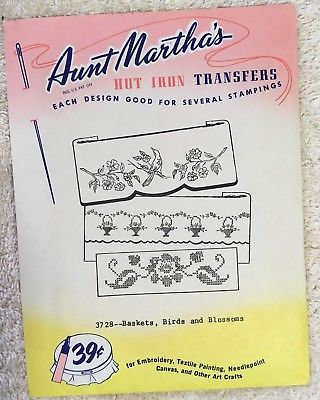 Aunt Martha's
REG. U.S. PAT. OFF.
HOT IRON TRANSFERS
EACH DESIGN GOOD FOR SEVERAL STAMPINGS
3728--Baskets, Birds and Blossoms
39¢
for Embroidery, Textile Painting, Needlepoint
Canvas, and Other Art Crafts